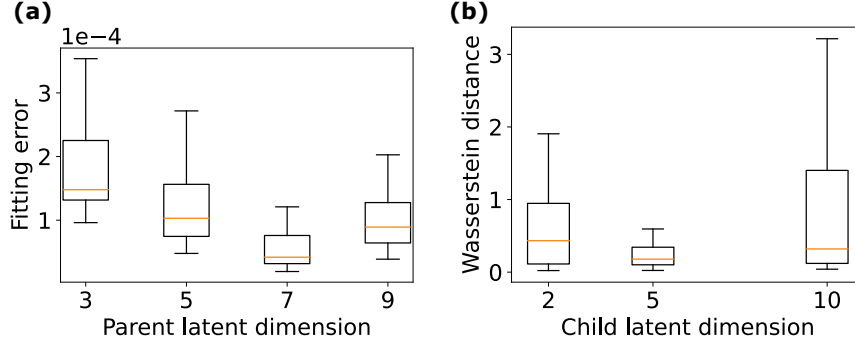 (a)
1e−4
Fitting error
3
2
1
3 5 7 9
Parent latent dimension
(b)
Wasserstein distance
3
2
1
0
2 5 10
Child latent dimension